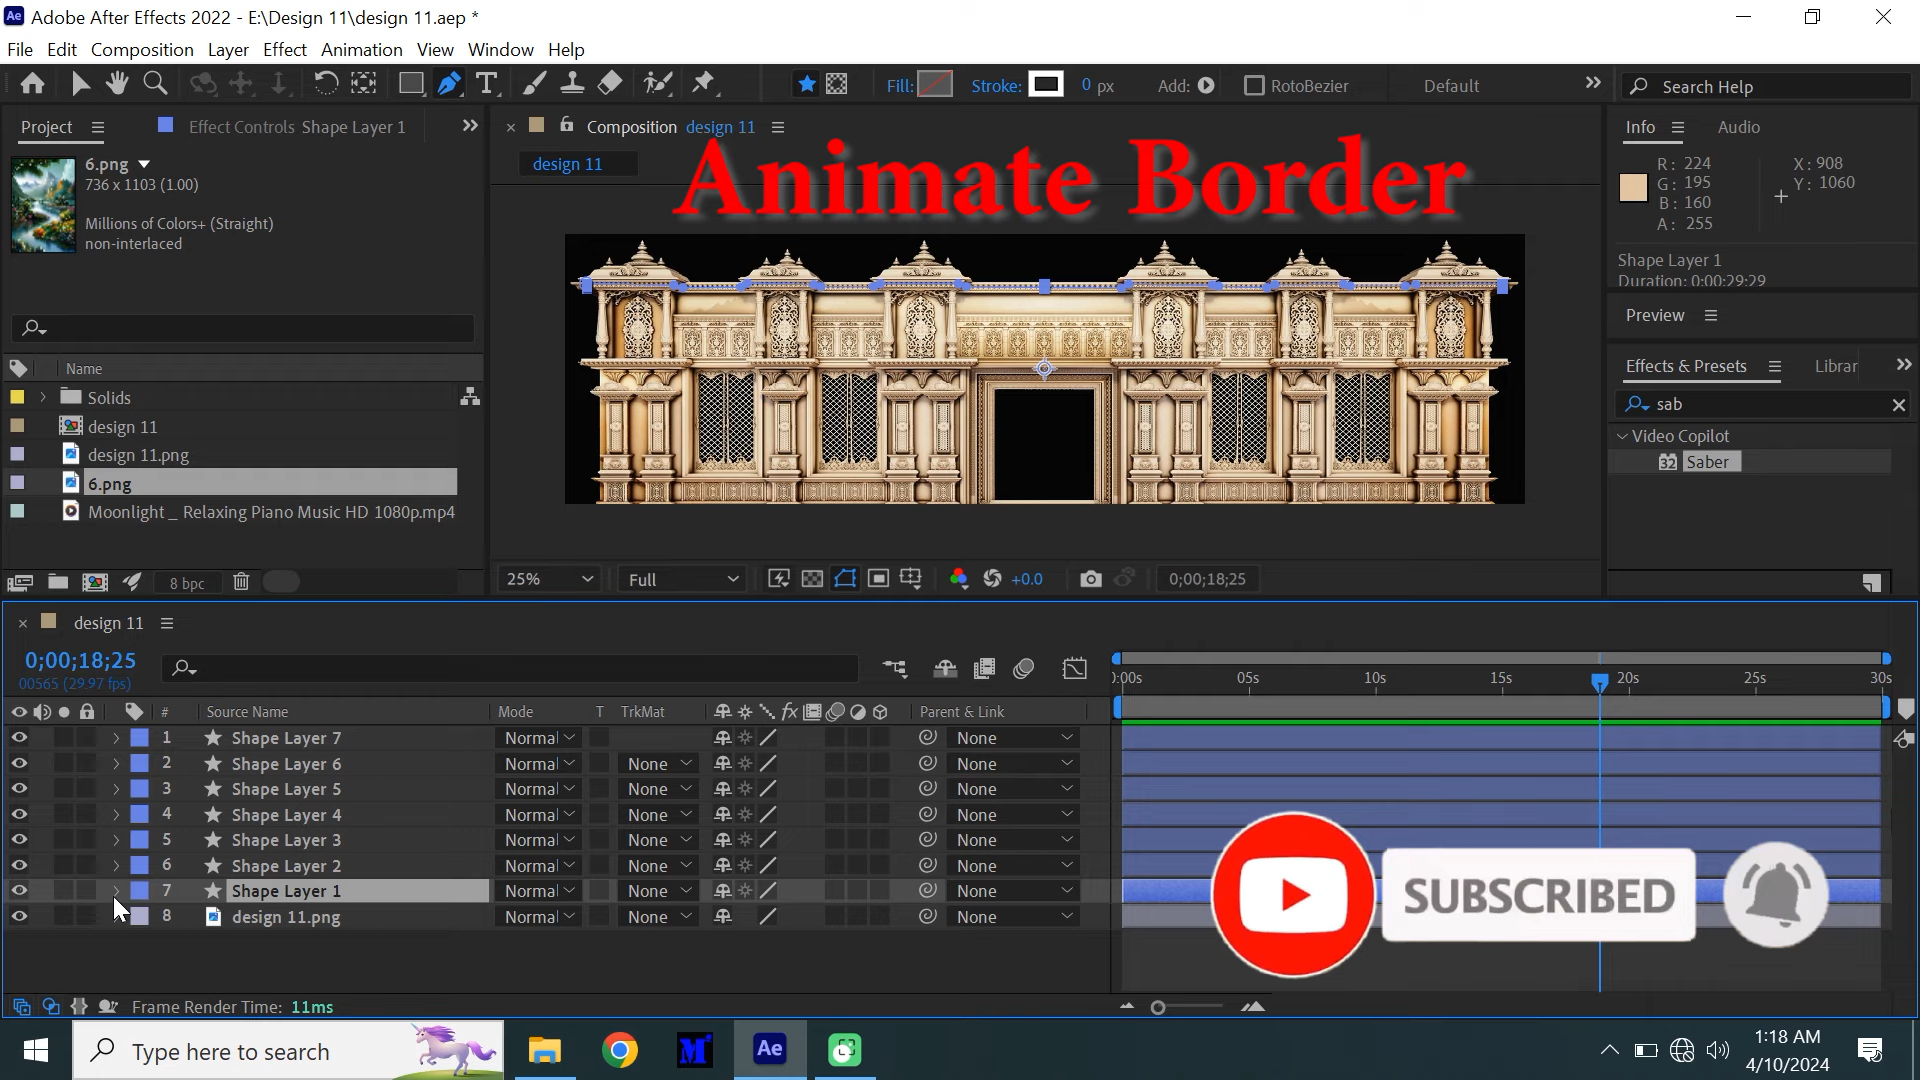 Ae Adobe After Effects 2022 - E:\Design 11\design 11.aep *
File Edit Composition Layer Effect Animation View Window Help
Fill: Stroke: 0 px Add: RotoBezier Default Search Help
Project Effect Controls Shape Layer 1
6.png
736 x 1103 (1.00)
Millions of Colors+ (Straight)
non-interlaced
Name
Solids
design 11
design 11.png
6.png
Moonlight _ Relaxing Piano Music HD 1080p.mp4
8 bpc
Composition design 11
design 11
Animate Border
25% Full +0.0 0;00;18;25
Info Audio
R: 224
G: 195
B: 160
A: 255
X: 908
Y: 1060
Shape Layer 1
Duration: 0:00:29:29
Preview
Effects & Presets Librar
sab
Video Copilot
32 Saber
design 11
0;00;18;25
00565 (29.97 fps)
# Source Name Mode T TrkMat fx Parent & Link
):00s 05s 10s 15s 20s 25s 30s
1 Shape Layer 7 Normal None
2 Shape Layer 6 Normal None None
3 Shape Layer 5 Normal None None
4 Shape Layer 4 Normal None None
5 Shape Layer 3 Normal None None
6 Shape Layer 2 Normal None None
7 Shape Layer 1 Normal None None
8 design 11.png Normal None None
SUBSCRIBED
Frame Render Time: 11ms
Type here to search
M
Ae
1:18 AM
4/10/2024